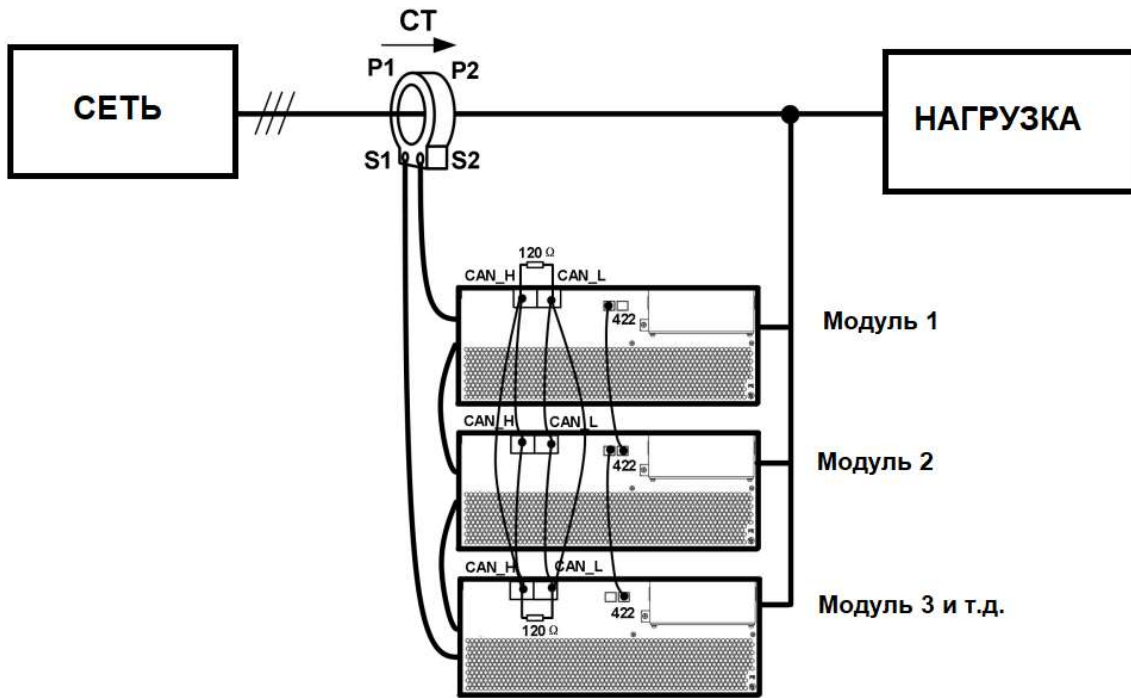 CT
P1 P2
СЕТЬ
НАГРУЗКА
S1 S2
120 Ω
CAN_H CAN_L
422
Модуль 1
CAN_H CAN_L
422
Модуль 2
CAN_H CAN_L
422
120 Ω
Модуль 3 и т.д.